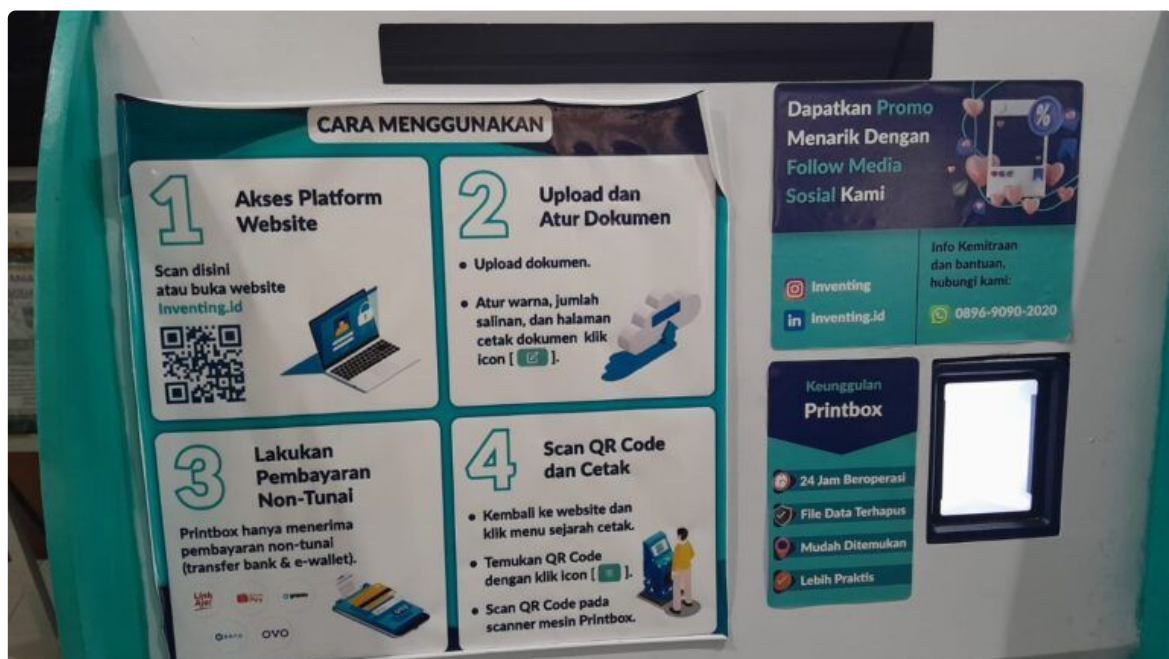 CARA MENGGUNAKAN
1
Akses Platform
Website
Scan disini
atau buka website
Inventing.id
2
Upload dan
Atur Dokumen
• Upload dokumen.
• Atur warna, jumlah
salinan, dan halaman
cetak dokumen klik
icon [ ].
3
Lakukan
Pembayaran
Non-Tunai
Printbox hanya menerima
pembayaran non-tunai
(transfer bank & e-wallet).
Link
Aja!
Pay
gopay
OVO
4
Scan QR Code
dan Cetak
• Kembali ke website dan
klik menu sejarah cetak.
• Temukan QR Code
dengan klik icon [ ].
• Scan QR Code pada
scanner mesin Printbox.
Dapatkan Promo
Menarik Dengan
Follow Media
Sosial Kami
%
Inventing
in Inventing.id
Info Kemitraan
dan bantuan,
hubungi kami:
0896-9090-2020
Keunggulan
Printbox
24 Jam Beroperasi
File Data Terhapus
Mudah Ditemukan
Lebih Praktis